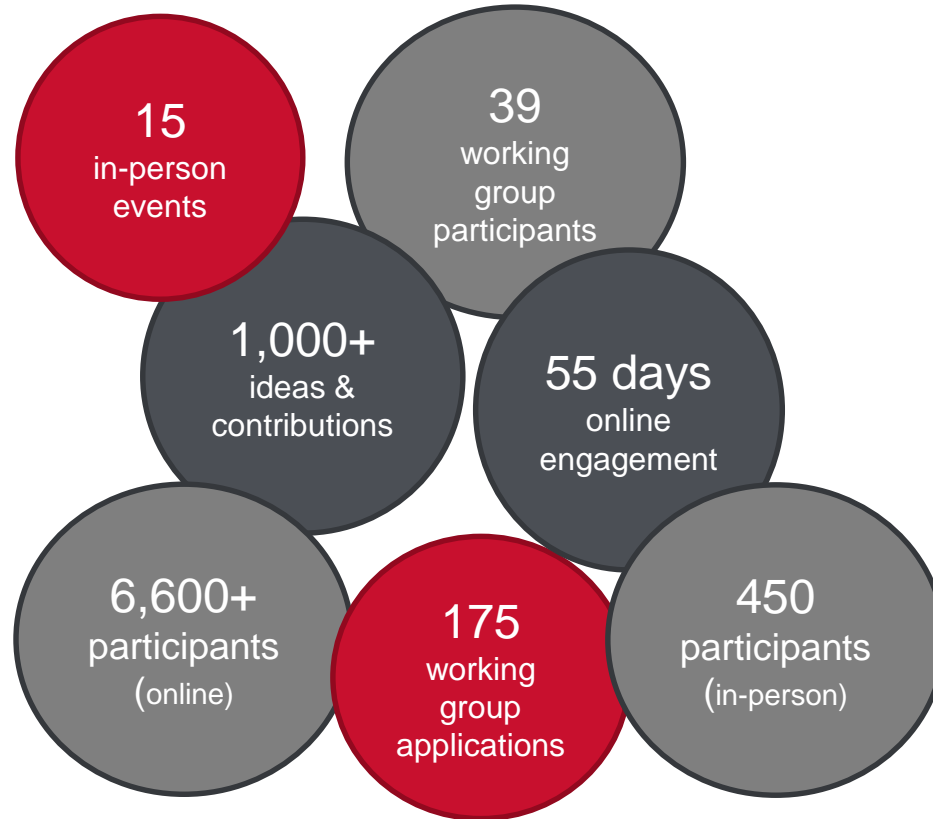 15
in-person
events
39
working
group
participants
1,000+
ideas &
contributions
55 days
online
engagement
6,600+
participants
(online)
175
working
group
applications
450
participants
(in-person)